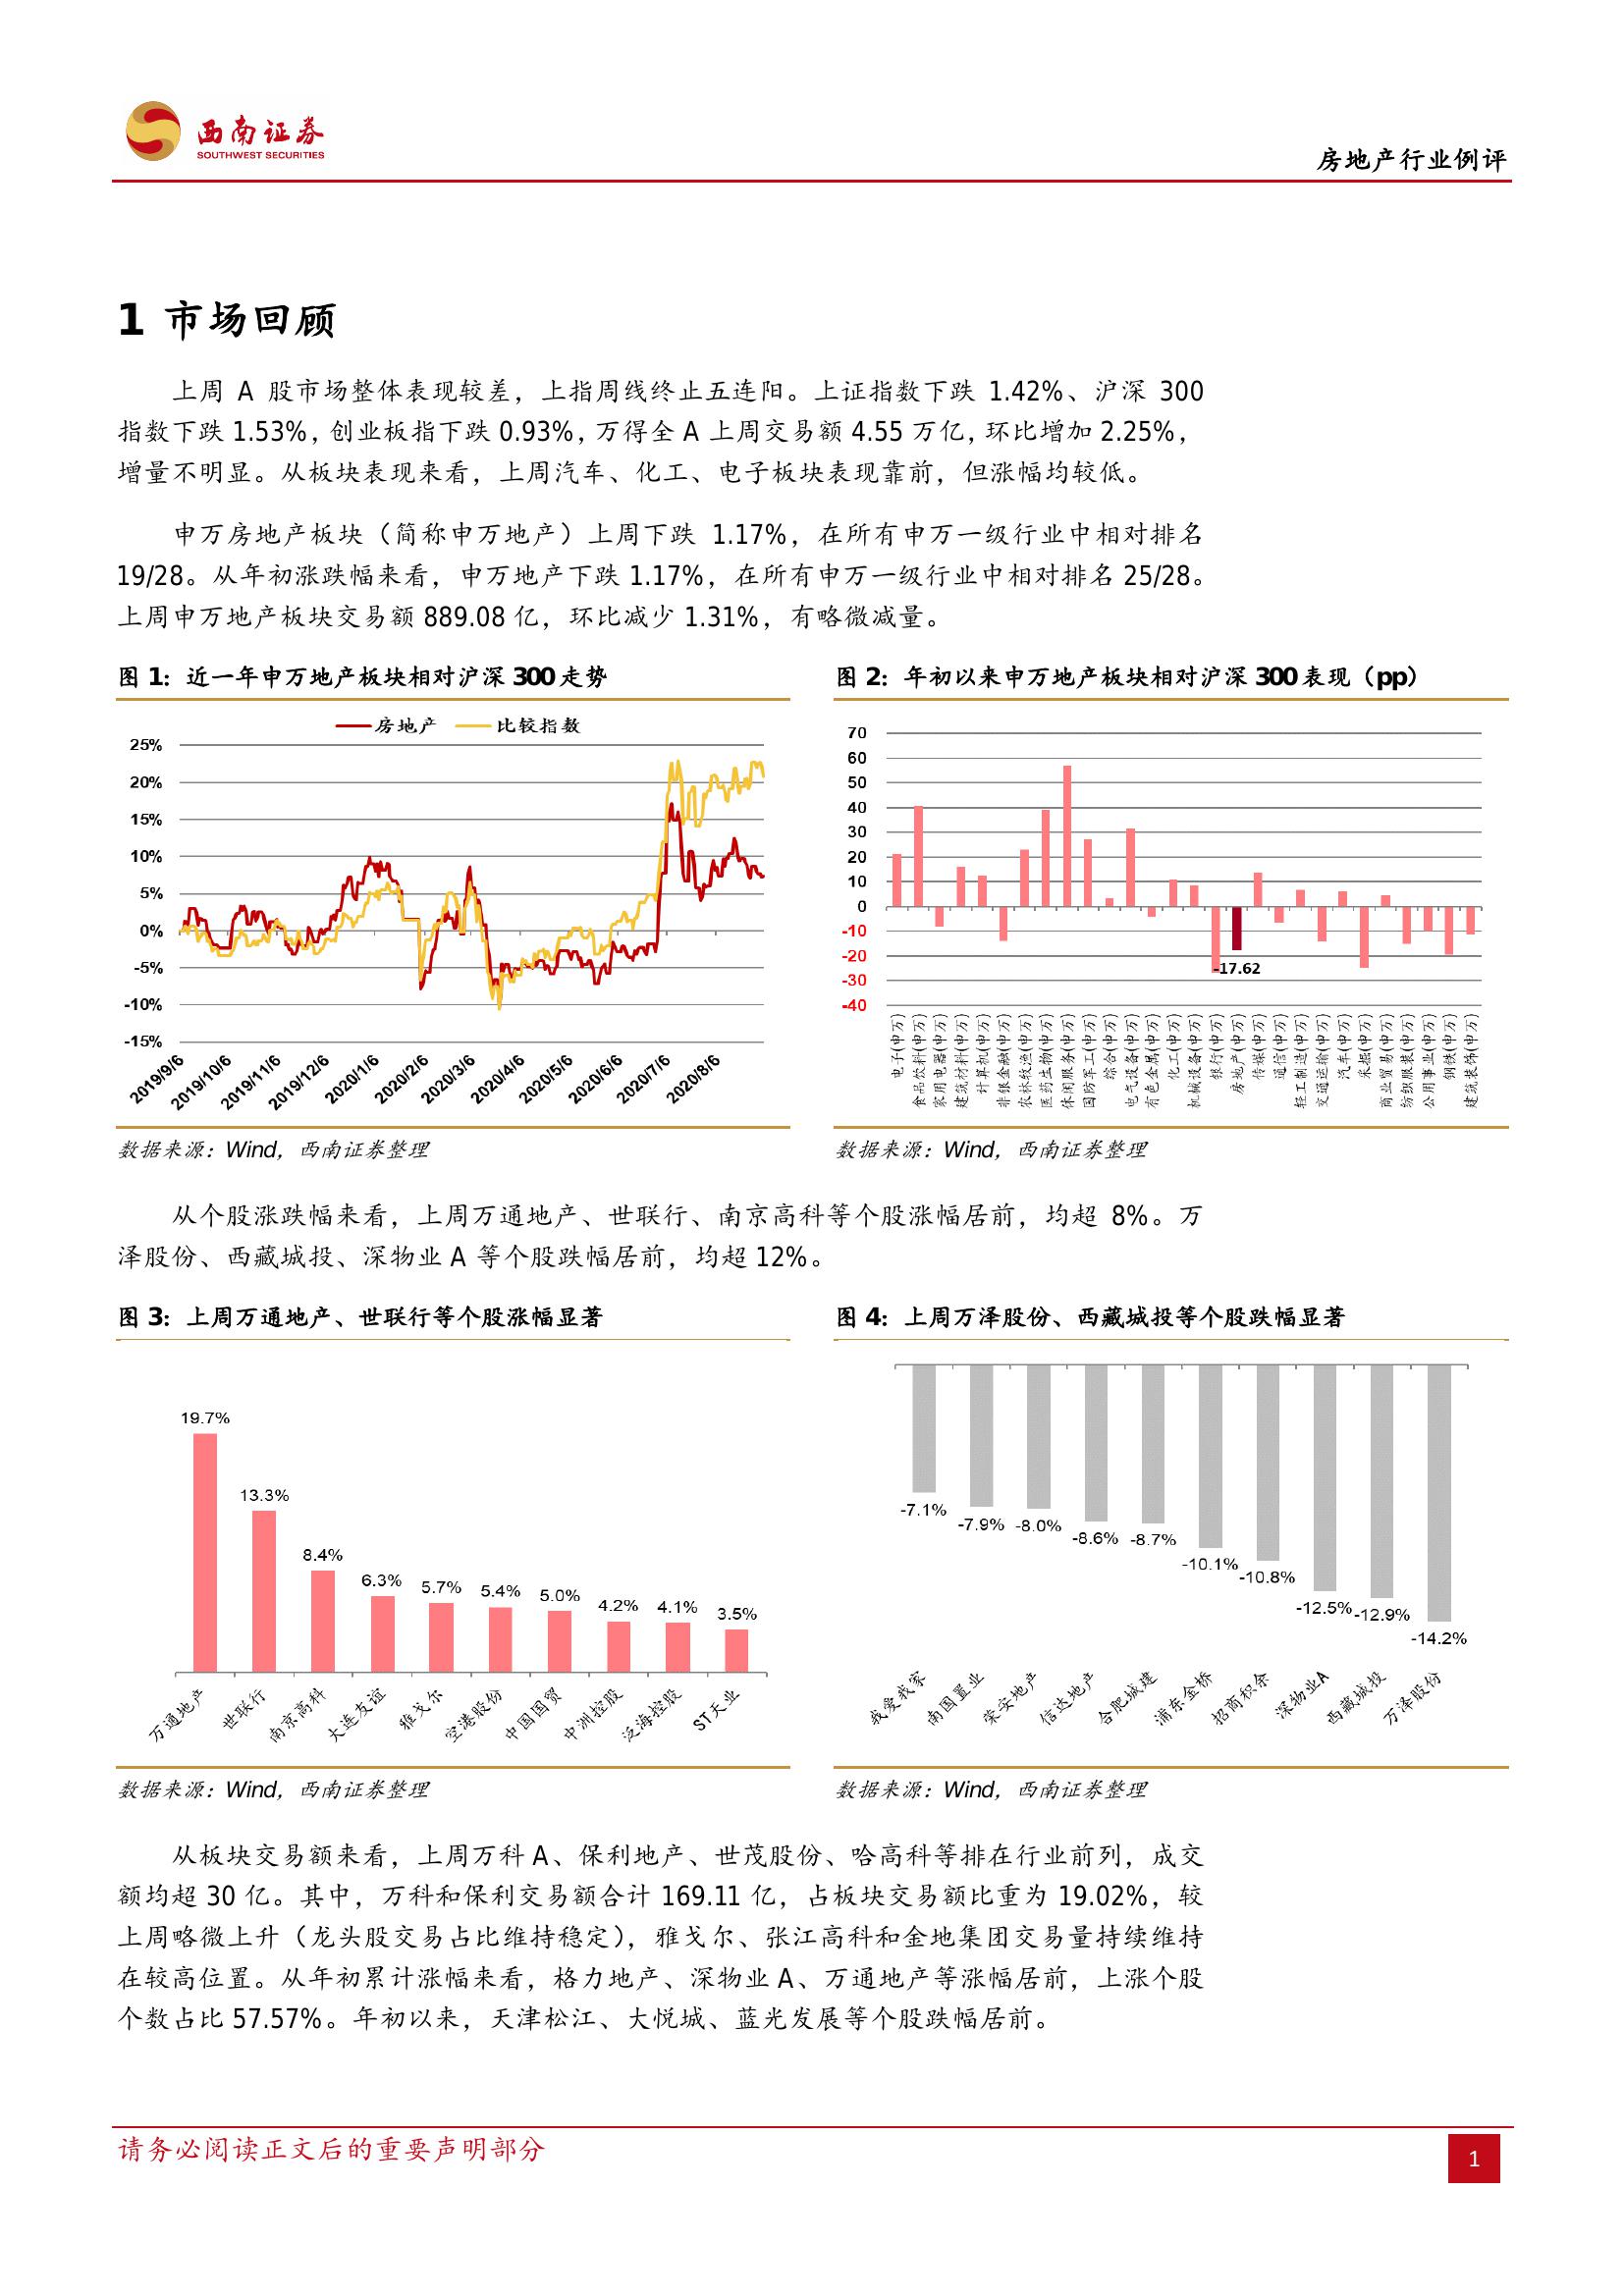 西南证券
SOUTHWEST SECURITIES
房地产行业例评
1 市场回顾
上周 A 股市场整体表现较差，上指周线终止五连阳。上证指数下跌 1.42%、沪深 300
指数下跌 1.53%，创业板指下跌 0.93%，万得全 A 上周交易额 4.55 万亿，环比增加 2.25%，
增量不明显。从板块表现来看，上周汽车、化工、电子板块表现靠前，但涨幅均较低。
申万房地产板块（简称申万地产）上周下跌 1.17%，在所有申万一级行业中相对排名
19/28。从年初涨跌幅来看，申万地产下跌 1.17%，在所有申万一级行业中相对排名 25/28。
上周申万地产板块交易额 889.08 亿，环比减少 1.31%，有略微减量。
图 1：近一年申万地产板块相对沪深 300 走势
房地产 比较指数
25%
20%
15%
10%
5%
0%
-5%
-10%
-15%
2019/9/6 2019/10/6 2019/11/6 2019/12/6 2020/1/6 2020/2/6 2020/3/6 2020/4/6 2020/5/6 2020/6/6 2020/7/6 2020/8/6
数据来源：Wind，西南证券整理
图 2：年初以来申万地产板块相对沪深 300 表现（pp）
70
60
50
40
30
20
10
0
-10
-20
-30
-40
-17.62
电子(申万) 食品饮料(申万) 家用电器(申万) 建筑材料(申万) 计算机(申万) 非银金融(申万) 农林牧渔(申万) 医药生物(申万) 休闲服务(申万) 国防军工(申万) 综合(申万) 电气设备(申万) 有色金属(申万) 化工(申万) 机械设备(申万) 银行(申万) 房地产(申万) 传媒(申万) 通信(申万) 轻工制造(申万) 交通运输(申万) 汽车(申万) 采掘(申万) 商业贸易(申万) 纺织服装(申万) 公用事业(申万) 钢铁(申万) 建筑装饰(申万)
数据来源：Wind，西南证券整理
从个股涨跌幅来看，上周万通地产、世联行、南京高科等个股涨幅居前，均超 8%。万
泽股份、西藏城投、深物业 A 等个股跌幅居前，均超 12%。
图 3：上周万通地产、世联行等个股涨幅显著
19.7% 13.3% 8.4% 6.3% 5.7% 5.4% 5.0% 4.2% 4.1% 3.5%
万通地产 世联行 南京高科 大连友谊 雅戈尔 空港股份 中国国贸 中洲控股 泛海控股 ST天业
数据来源：Wind，西南证券整理
图 4：上周万泽股份、西藏城投等个股跌幅显著
-7.1% -7.9% -8.0% -8.6% -8.7% -10.1% -10.8% -12.5% -12.9% -14.2%
我爱我家 南国置业 荣安地产 信达地产 合肥城建 浦东金桥 招商积余 深物业A 西藏城投 万泽股份
数据来源：Wind，西南证券整理
从板块交易额来看，上周万科 A、保利地产、世茂股份、哈高科等排在行业前列，成交
额均超 30 亿。其中，万科和保利交易额合计 169.11 亿，占板块交易额比重为 19.02%，较
上周略微上升（龙头股交易占比维持稳定），雅戈尔、张江高科和金地集团交易量持续维持
在较高位置。从年初累计涨幅来看，格力地产、深物业 A、万通地产等涨幅居前，上涨个股
个数占比 57.57%。年初以来，天津松江、大悦城、蓝光发展等个股跌幅居前。
请务必阅读正文后的重要声明部分
1